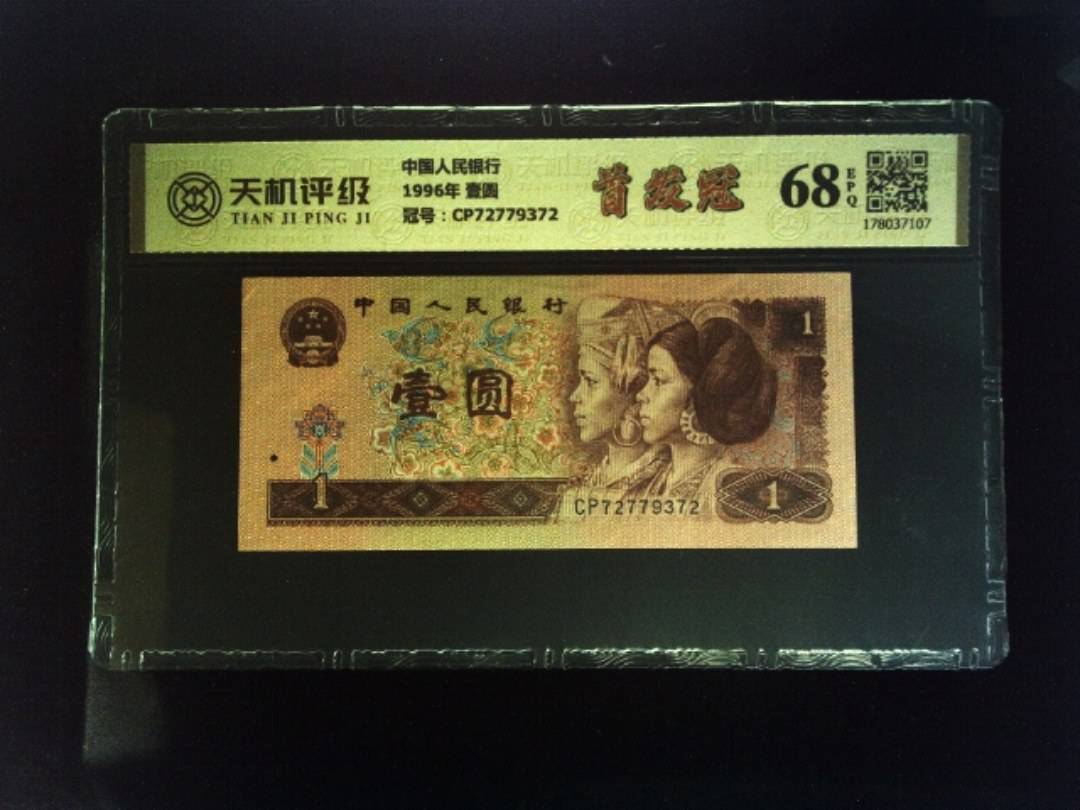 天机评级
TIAN JI PING JI
中国人民银行
1996年 壹圆
冠号：CP72779372
首发冠
68
EPQ
178037107
中国人民银行
1
壹圆
1
CP72779372
1